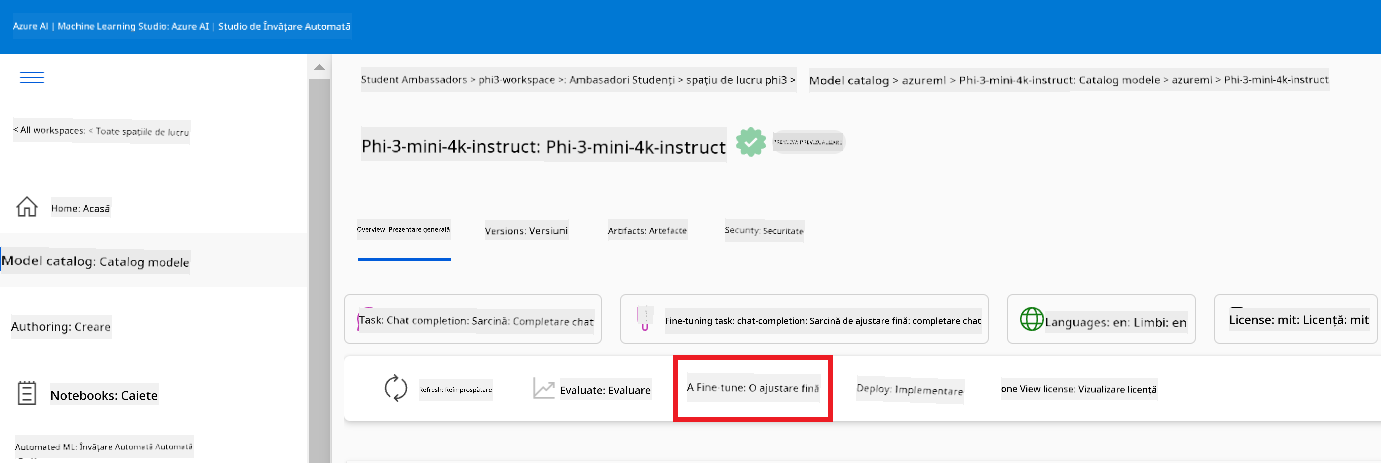 Azure AI | Machine Learning Studio: Azure AI | Studio de Învățare Automată
Student Ambassadors > phi3-workspace >: Ambasadori Studenți > spațiu de lucru phi3 >
Model catalog > azureml > Phi-3-mini-4k-instruct: Catalog modele > azureml > Phi-3-mini-4k-instruct
< All workspaces: < Toate spațiile de lucru
Phi-3-mini-4k-instruct: Phi-3-mini-4k-instruct
Home: Acasă
Overview: Prezentare generală
Versions: Versiuni
Artifacts: Artefacte
Security: Securitate
Model catalog: Catalog modele
Task: Chat completion: Sarcină: Completare chat
Fine-tuning task: chat-completion: Sarcină de ajustare fină: completare chat
Languages: en: Limbi: en
License: mit: Licență: mit
Authoring: Creare
Refresh: Reîmprospătare
Evaluate: Evaluare
A Fine-tune: O ajustare fină
Deploy: Implementare
one View license: Vizualizare licență
Notebooks: Caiete
Automated ML: Învățare Automată Automată